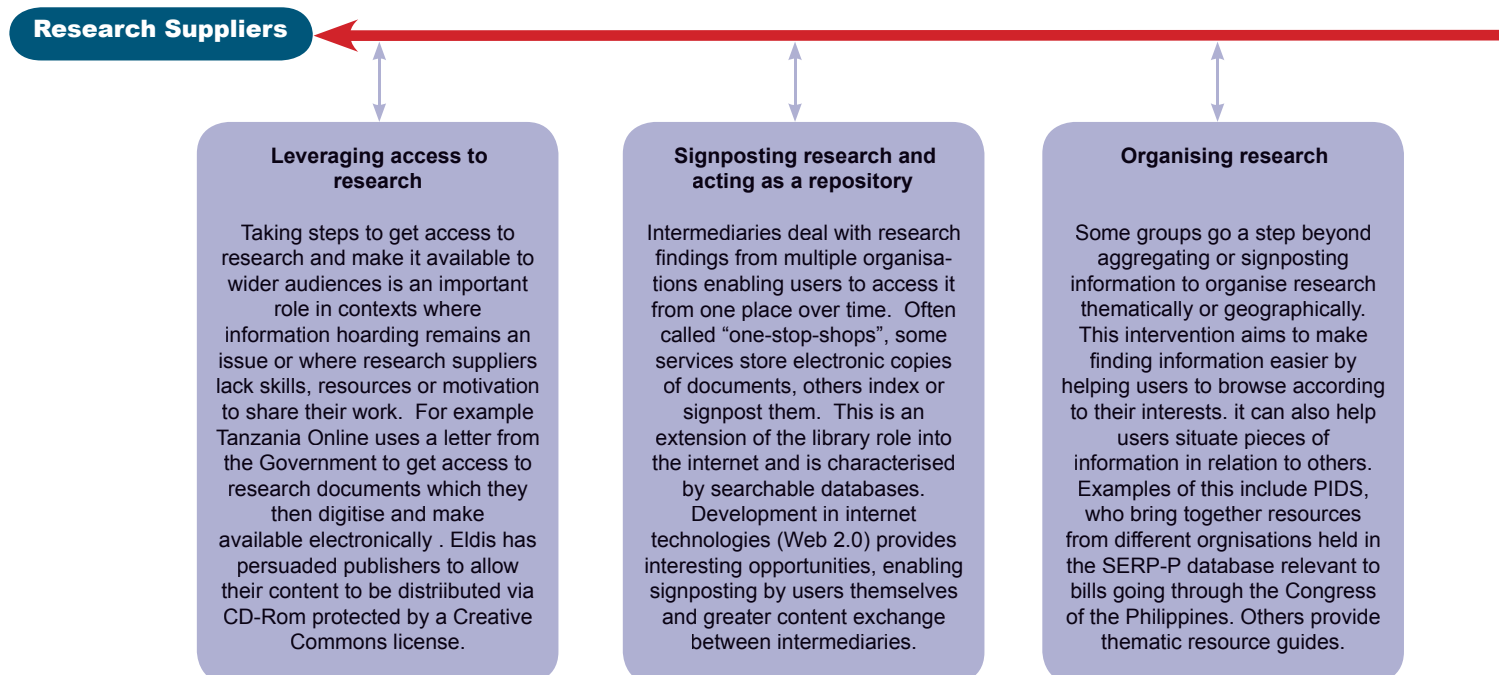 Research Suppliers
Leveraging access to
research
Taking steps to get access to
research and make it available to
wider audiences is an important
role in contexts where
information hoarding remains an
issue or where research suppliers
lack skills, resources or motivation
to share their work.  For example
Tanzania Online uses a letter from
the Government to get access to
research documents which they
then digitise and make
available electronically . Eldis has
persuaded publishers to allow
their content to be distriibuted via
CD-Rom protected by a Creative
Commons license.
Signposting research and
acting as a repository
Intermediaries deal with research
findings from multiple organisa-
tions enabling users to access it
from one place over time.  Often
called “one-stop-shops”, some
services store electronic copies
of documents, others index or
signpost them.  This is an
extension of the library role into
the internet and is characterised
by searchable databases.
Development in internet
technologies (Web 2.0) provides
interesting opportunities, enabling
signposting by users themselves
and greater content exchange
between intermediaries.
Organising research
Some groups go a step beyond
aggregating or signposting
information to organise research
thematically or geographically.
This intervention aims to make
finding information easier by
helping users to browse according
to their interests. it can also help
users situate pieces of
information in relation to others.
Examples of this include PIDS,
who bring together resources
from different orgnisations held in
the SERP-P database relevant to
bills going through the Congress
of the Philippines. Others provide
thematic resource guides.